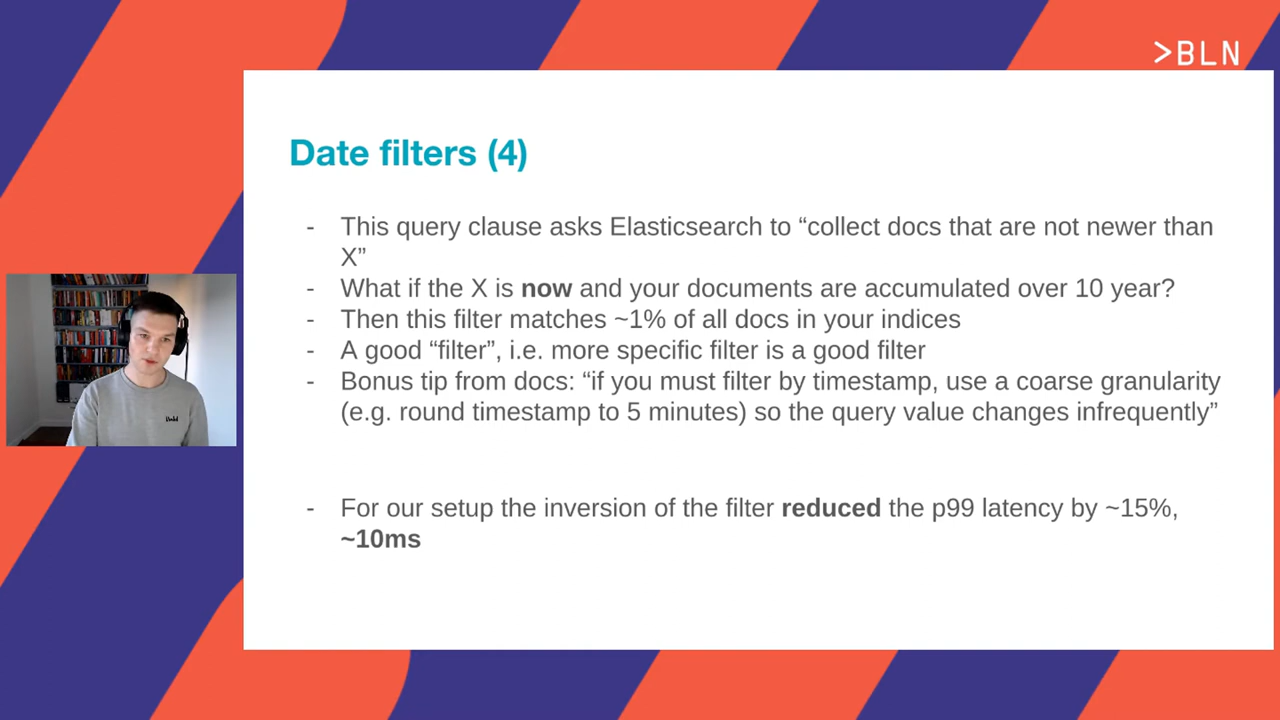 >BLN
Date filters (4)
- This query clause asks Elasticsearch to “collect docs that are not newer than
X”
- What if the X is now and your documents are accumulated over 10 year?
- Then this filter matches ~1% of all docs in your indices
- A good “filter”, i.e. more specific filter is a good filter
- Bonus tip from docs: “if you must filter by timestamp, use a coarse granularity
(e.g. round timestamp to 5 minutes) so the query value changes infrequently”
- For our setup the inversion of the filter reduced the p99 latency by ~15%,
~10ms